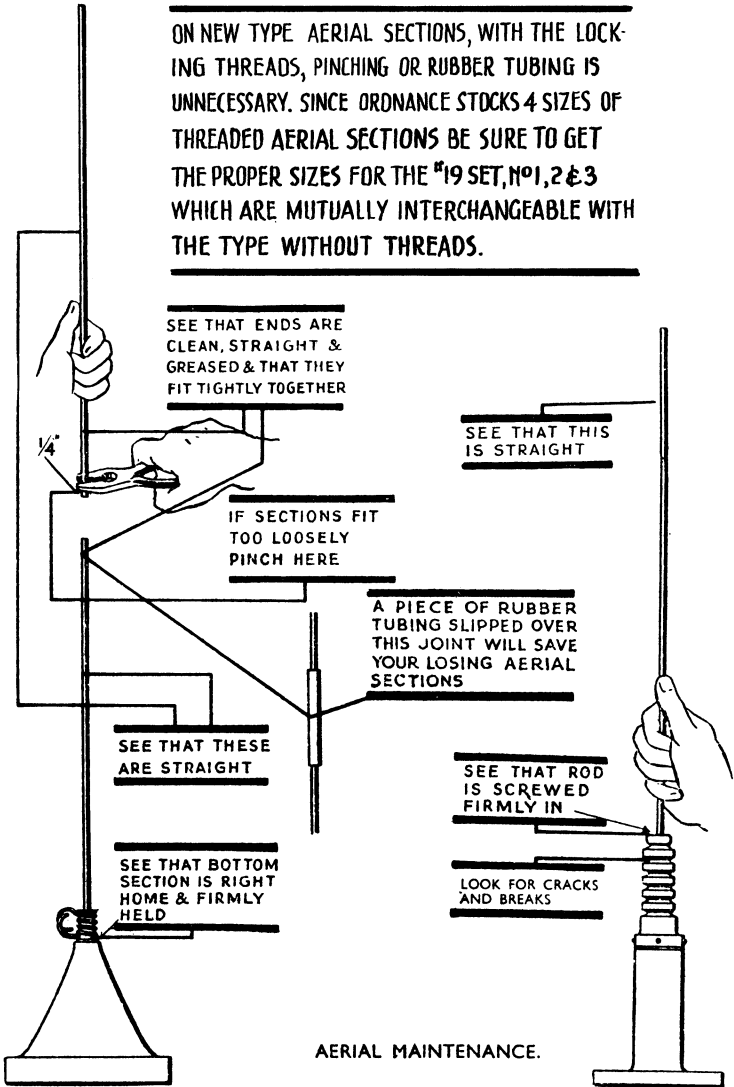 ON NEW TYPE AERIAL SECTIONS, WITH THE LOCK-
ING THREADS, PINCHING OR RUBBER TUBING IS
UNNECESSARY. SINCE ORDNANCE STOCKS 4 SIZES OF
THREADED AERIAL SECTIONS BE SURE TO GET
THE PROPER SIZES FOR THE #19 SET, No1, 2 & 3
WHICH ARE MUTUALLY INTERCHANGEABLE WITH
THE TYPE WITHOUT THREADS.
SEE THAT ENDS ARE
CLEAN, STRAIGHT &
GREASED & THAT THEY
FIT TIGHTLY TOGETHER
1/4"
SEE THAT THIS
IS STRAIGHT
IF SECTIONS FIT
TOO LOOSELY
PINCH HERE
A PIECE OF RUBBER
TUBING SLIPPED OVER
THIS JOINT WILL SAVE
YOUR LOSING AERIAL
SECTIONS
SEE THAT THESE
ARE STRAIGHT
SEE THAT ROD
IS SCREWED
FIRMLY IN
SEE THAT BOTTOM
SECTION IS RIGHT
HOME & FIRMLY
HELD
LOOK FOR CRACKS
AND BREAKS
AERIAL MAINTENANCE.